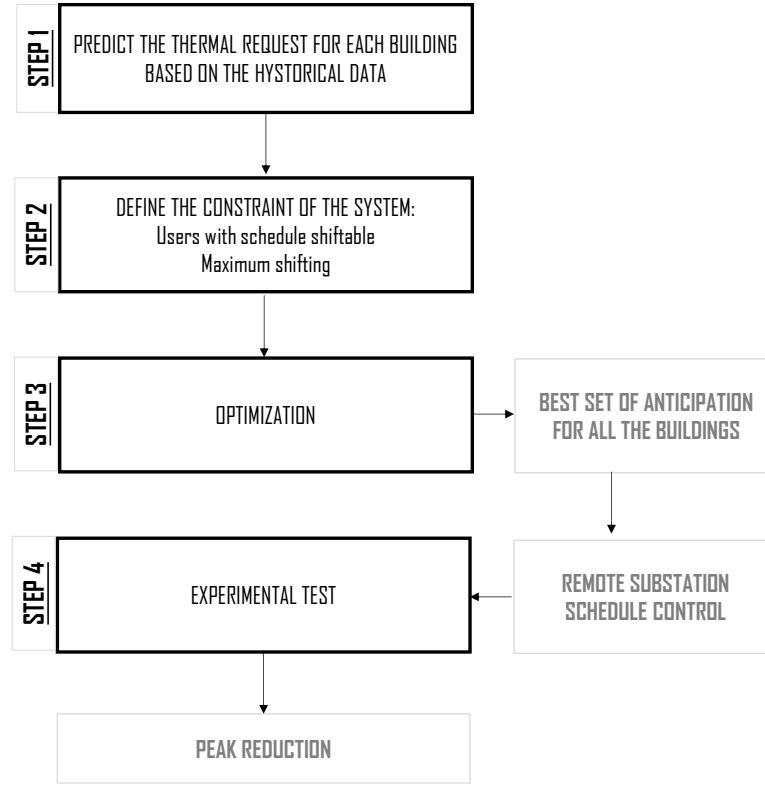 STEP 1
PREDICT THE THERMAL REQUEST FOR EACH BUILDING
BASED ON THE HYSTORICAL DATA
STEP 2
DEFINE THE CONSTRAINT OF THE SYSTEM:
Users with schedule shiftable
Maximum shifting
STEP 3
OPTIMIZATION
BEST SET OF ANTICIPATION
FOR ALL THE BUILDINGS
STEP 4
EXPERIMENTAL TEST
REMOTE SUBSTATION
SCHEDULE CONTROL
PEAK REDUCTION